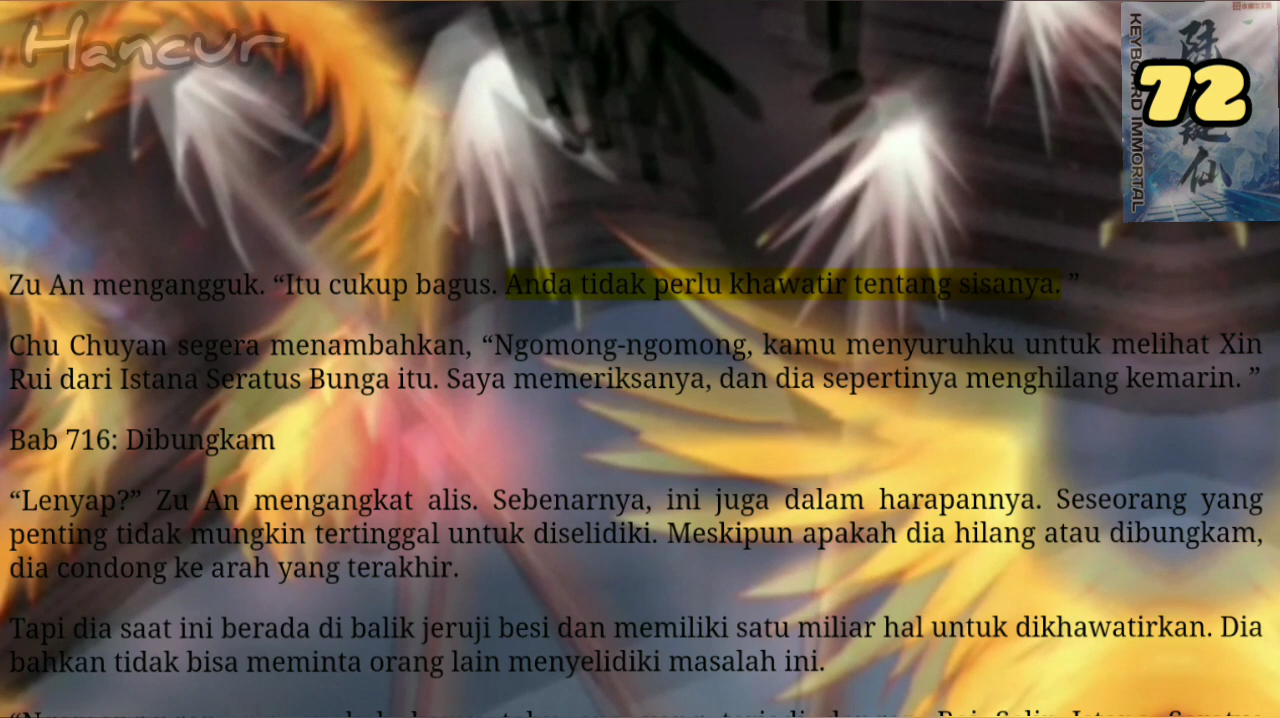 Hancur
KEYBOARD IMMORTAL
72
Zu An mengangguk. “Itu cukup bagus. Anda tidak perlu khawatir tentang sisanya. ”
Chu Chuyan segera menambahkan, “Ngomong-ngomong, kamu menyuruhku untuk melihat Xin
Rui dari Istana Seratus Bunga itu. Saya memeriksanya, dan dia sepertinya menghilang kemarin. ”
Bab 716: Dibungkam
“Lenyap?” Zu An mengangkat alis. Sebenarnya, ini juga dalam harapannya. Seseorang yang
penting tidak mungkin tertinggal untuk diselidiki. Meskipun apakah dia hilang atau dibungkam,
dia condong ke arah yang terakhir.
Tapi dia saat ini berada di balik jeruji besi dan memiliki satu miliar hal untuk dikhawatirkan. Dia
bahkan tidak bisa meminta orang lain menyelidiki masalah ini.